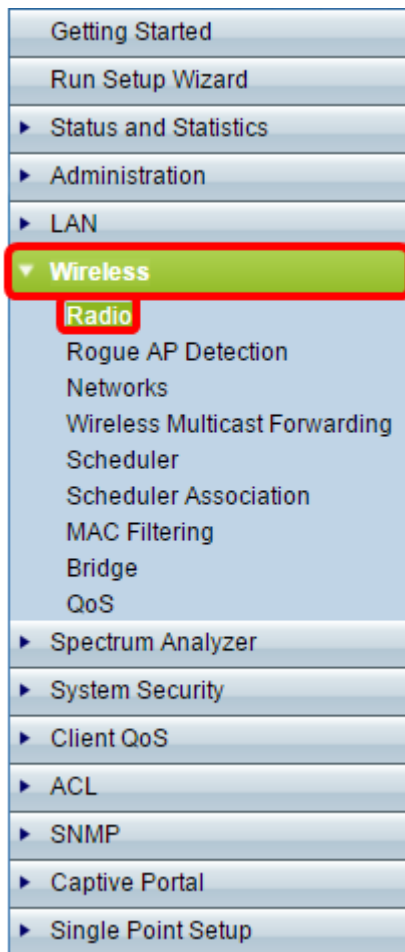 Getting Started
Run Setup Wizard
Status and Statistics
Administration
LAN
Wireless
Radio
Rogue AP Detection
Networks
Wireless Multicast Forwarding
Scheduler
Scheduler Association
MAC Filtering
Bridge
QoS
Spectrum Analyzer
System Security
Client QoS
ACL
SNMP
Captive Portal
Single Point Setup